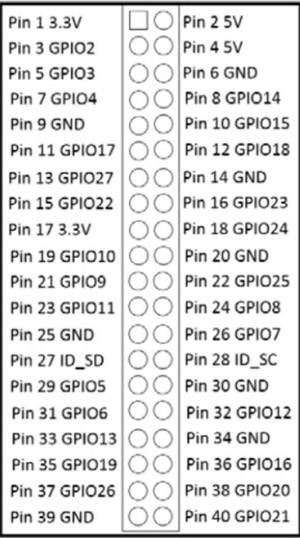 Pin 1 3.3V Pin 2 5V
Pin 3 GPIO2 Pin 4 5V
Pin 5 GPIO3 Pin 6 GND
Pin 7 GPIO4 Pin 8 GPIO14
Pin 9 GND Pin 10 GPIO15
Pin 11 GPIO17 Pin 12 GPIO18
Pin 13 GPIO27 Pin 14 GND
Pin 15 GPIO22 Pin 16 GPIO23
Pin 17 3.3V Pin 18 GPIO24
Pin 19 GPIO10 Pin 20 GND
Pin 21 GPIO9 Pin 22 GPIO25
Pin 23 GPIO11 Pin 24 GPIO8
Pin 25 GND Pin 26 GPIO7
Pin 27 ID_SD Pin 28 ID_SC
Pin 29 GPIO5 Pin 30 GND
Pin 31 GPIO6 Pin 32 GPIO12
Pin 33 GPIO13 Pin 34 GND
Pin 35 GPIO19 Pin 36 GPIO16
Pin 37 GPIO26 Pin 38 GPIO20
Pin 39 GND Pin 40 GPIO21